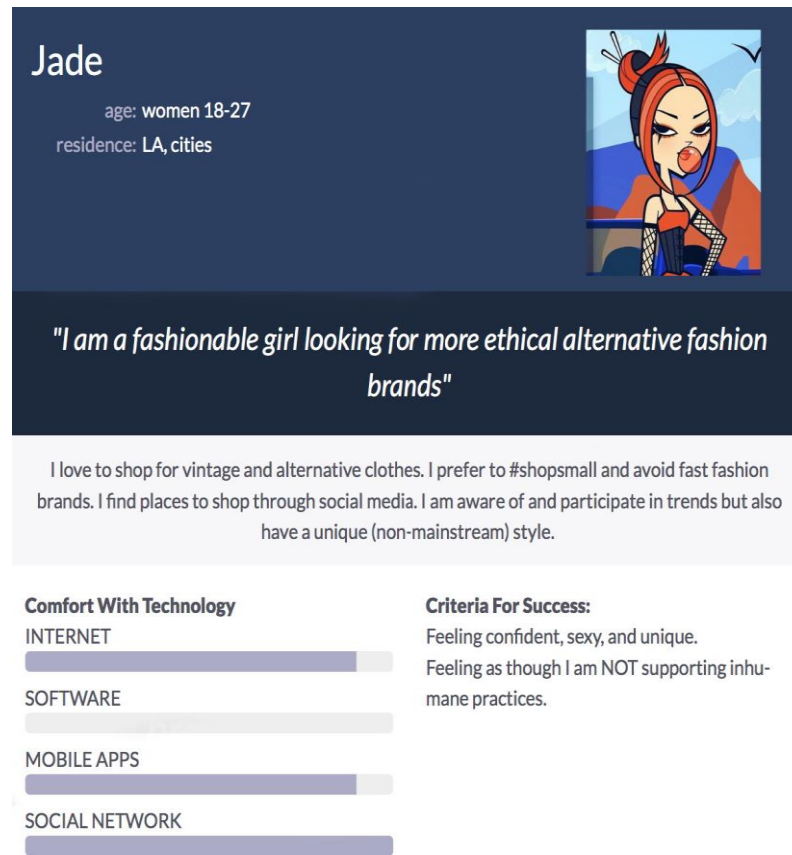 Jade
age: women 18-27
residence: LA, cities
"I am a fashionable girl looking for more ethical alternative fashion
brands"
I love to shop for vintage and alternative clothes. I prefer to #shopsmall and avoid fast fashion
brands. I find places to shop through social media. I am aware of and participate in trends but also
have a unique (non-mainstream) style.
Comfort With Technology
INTERNET
SOFTWARE
MOBILE APPS
SOCIAL NETWORK
Criteria For Success:
Feeling confident, sexy, and unique.
Feeling as though I am NOT supporting inhu-
mane practices.